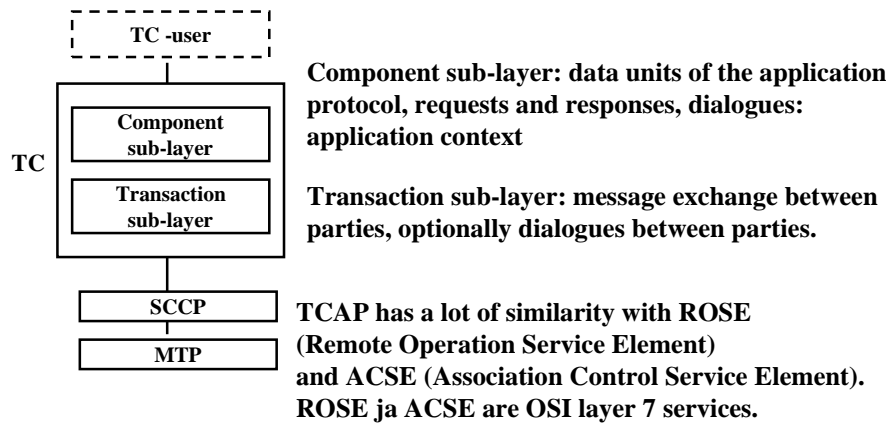 TC -user
Component sub-layer: data units of the application
protocol, requests and responses, dialogues:
application context
Component
sub-layer
TC
Transaction
sub-layer
Transaction sub-layer: message exchange between
parties, optionally dialogues between parties.
SCCP
MTP
TCAP has a lot of similarity with ROSE
(Remote Operation Service Element)
and ACSE (Association Control Service Element).
ROSE ja ACSE are OSI layer 7 services.